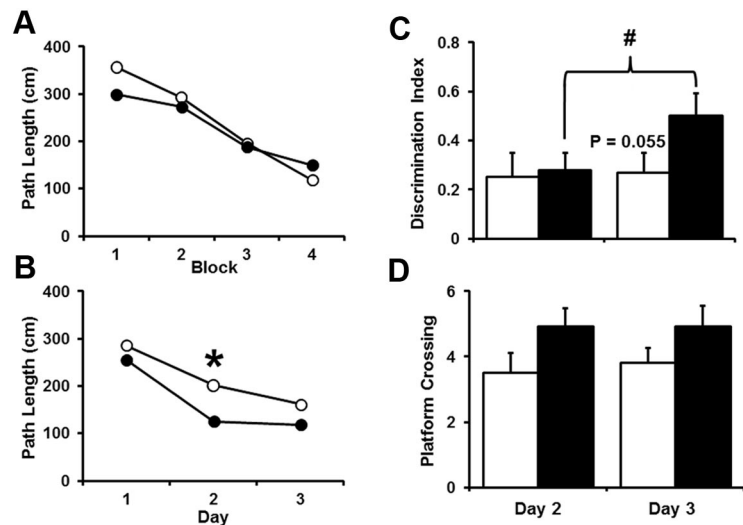 A
Path Length (cm)
400
300
200
100
0
1 2 3 4
Block
B
Path Length (cm)
400
300
200
100
0
1 2 3
Day
C
Discrimination Index
0.8
0.6
0.4
0.2
0
#
P = 0.055
D
Platform Crossing
6
4
2
0
Day 2 Day 3
*